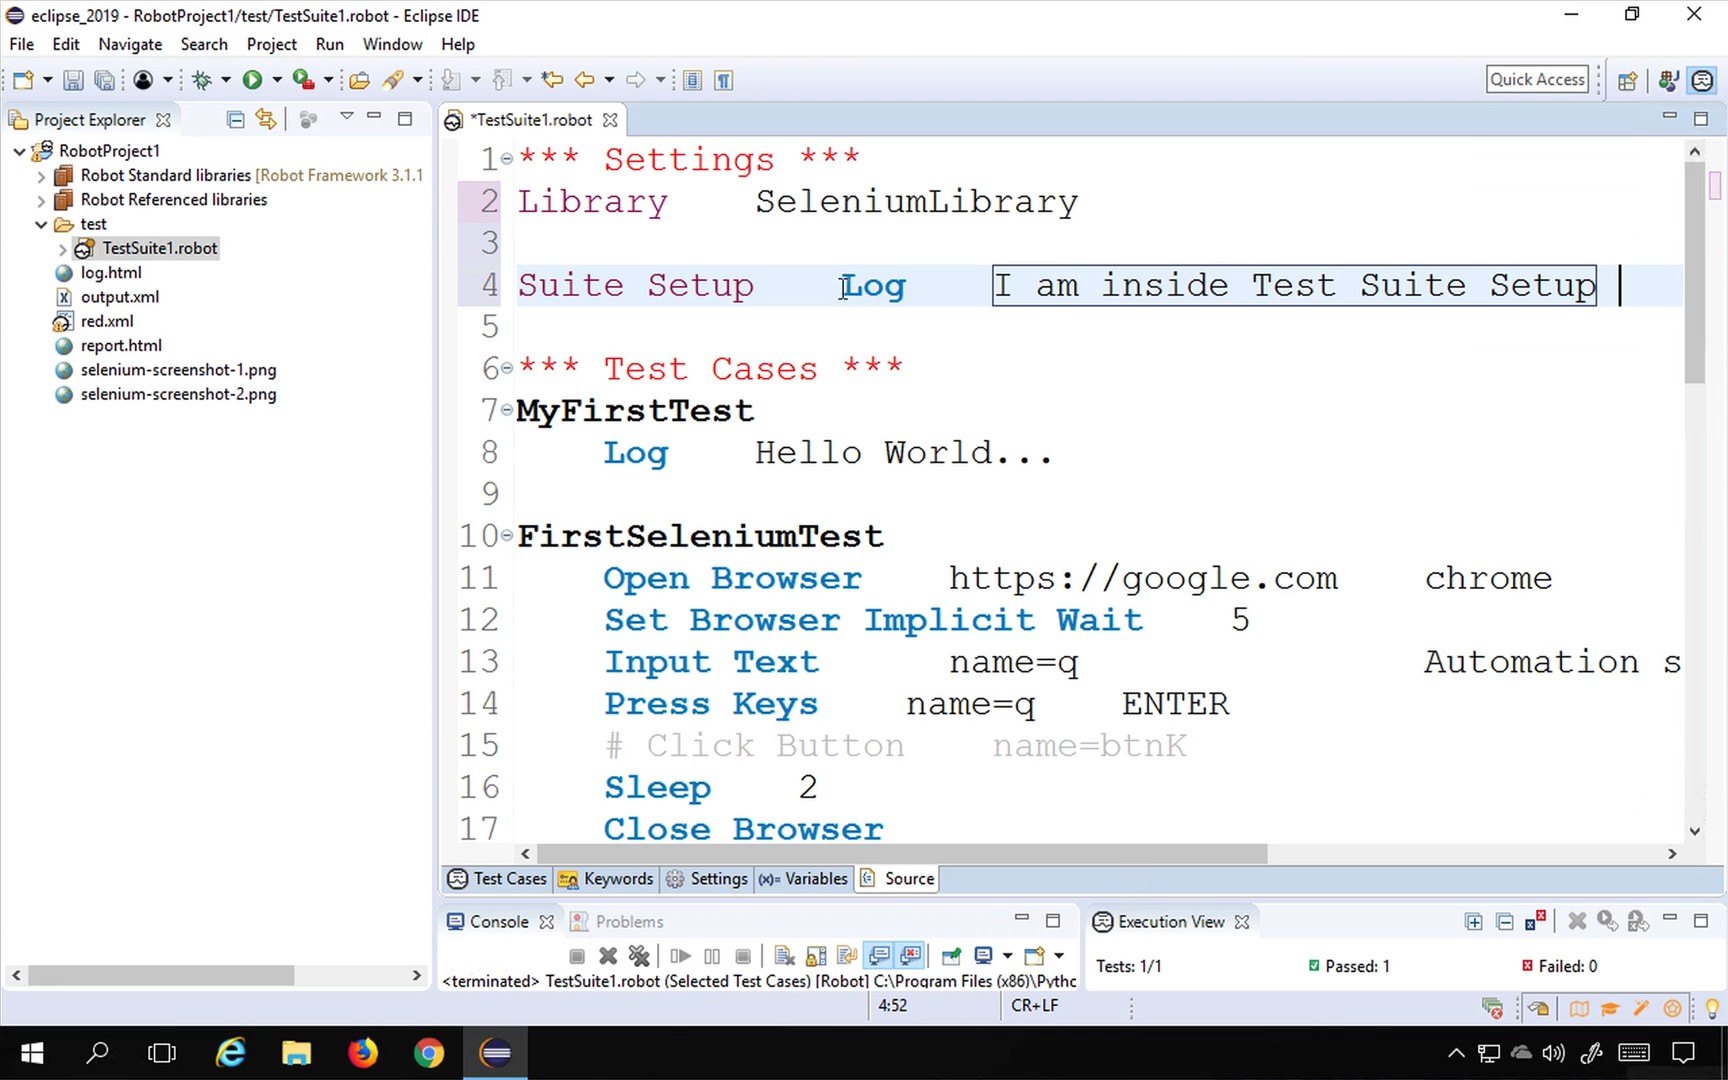 eclipse_2019 - RobotProject1/test/TestSuite1.robot - Eclipse IDE
File Edit Navigate Search Project Run Window Help
Quick Access
Project Explorer
*TestSuite1.robot
RobotProject1
Robot Standard libraries [Robot Framework 3.1.1
Robot Referenced libraries
test
TestSuite1.robot
log.html
output.xml
red.xml
report.html
selenium-screenshot-1.png
selenium-screenshot-2.png
1 *** Settings ***
2 Library SeleniumLibrary
3
4 Suite Setup Log I am inside Test Suite Setup
5
6 *** Test Cases ***
7 MyFirstTest
8 Log Hello World...
9
10 FirstSeleniumTest
11 Open Browser https://google.com chrome
12 Set Browser Implicit Wait 5
13 Input Text name=q Automation s
14 Press Keys name=q ENTER
15 # Click Button name=btnK
16 Sleep 2
17 Close Browser
Test Cases Keywords Settings (x)= Variables Source
Console Problems
<terminated> TestSuite1.robot (Selected Test Cases) [Robot] C:\Program Files (x86)\Pythc
Execution View
Tests: 1/1 Passed: 1 Failed: 0
4:52 CR+LF